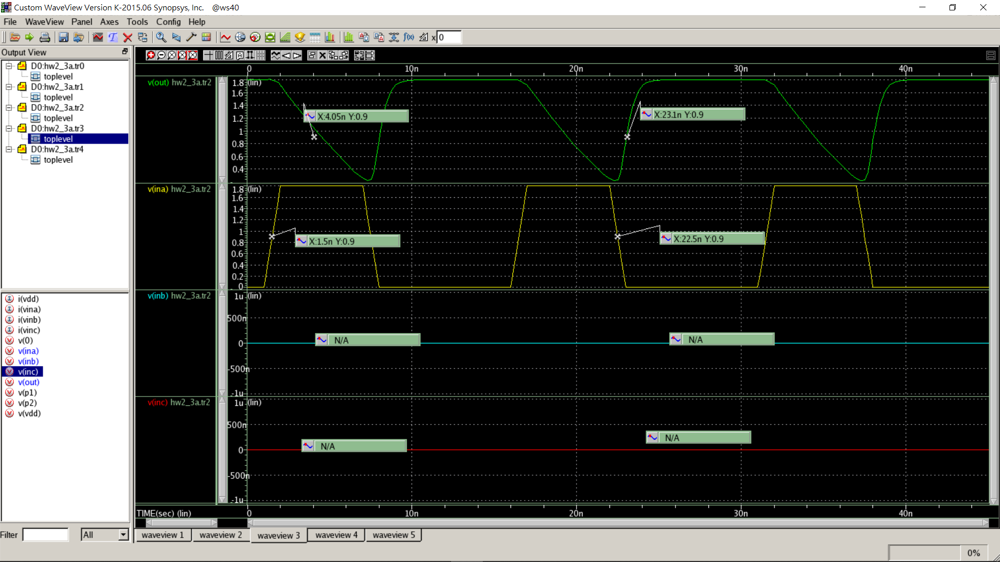 Custom WaveView Version K-2015.06 Synopsys, Inc. @ws40
File WaveView Panel Axes Tools Config Help
x 0
Output View
D0:hw2_3a.tr0
toplevel
D0:hw2_3a.tr1
toplevel
D0:hw2_3a.tr2
toplevel
D0:hw2_3a.tr3
toplevel
D0:hw2_3a.tr4
toplevel
i(vdd)
i(vina)
i(vinb)
i(vinc)
v(0)
v(ina)
v(inb)
v(inc)
v(out)
v(p1)
v(p2)
v(vdd)
Filter All
0 10n 20n 30n 40n
v(out) hw2_3a.tr2
1.8 (lin)
1.6
1.4
1.2
1
0.8
0.6
0.4
X:4.05n Y:0.9
X:23.1n Y:0.9
v(ina) hw2_3a.tr2
1.8 (lin)
1.6
1.4
1.2
1
0.8
0.6
0.4
0.2
0
X:1.5n Y:0.9
X:22.5n Y:0.9
v(inb) hw2_3a.tr2
1u (lin)
500n
0
-500n
-1u
N/A
N/A
v(inc) hw2_3a.tr2
1u (lin)
500n
0
-500n
-1u
N/A
N/A
TIME(sec) (lin) 0 10n 20n 30n 40n
waveview 1 waveview 2 waveview 3 waveview 4 waveview 5
0%